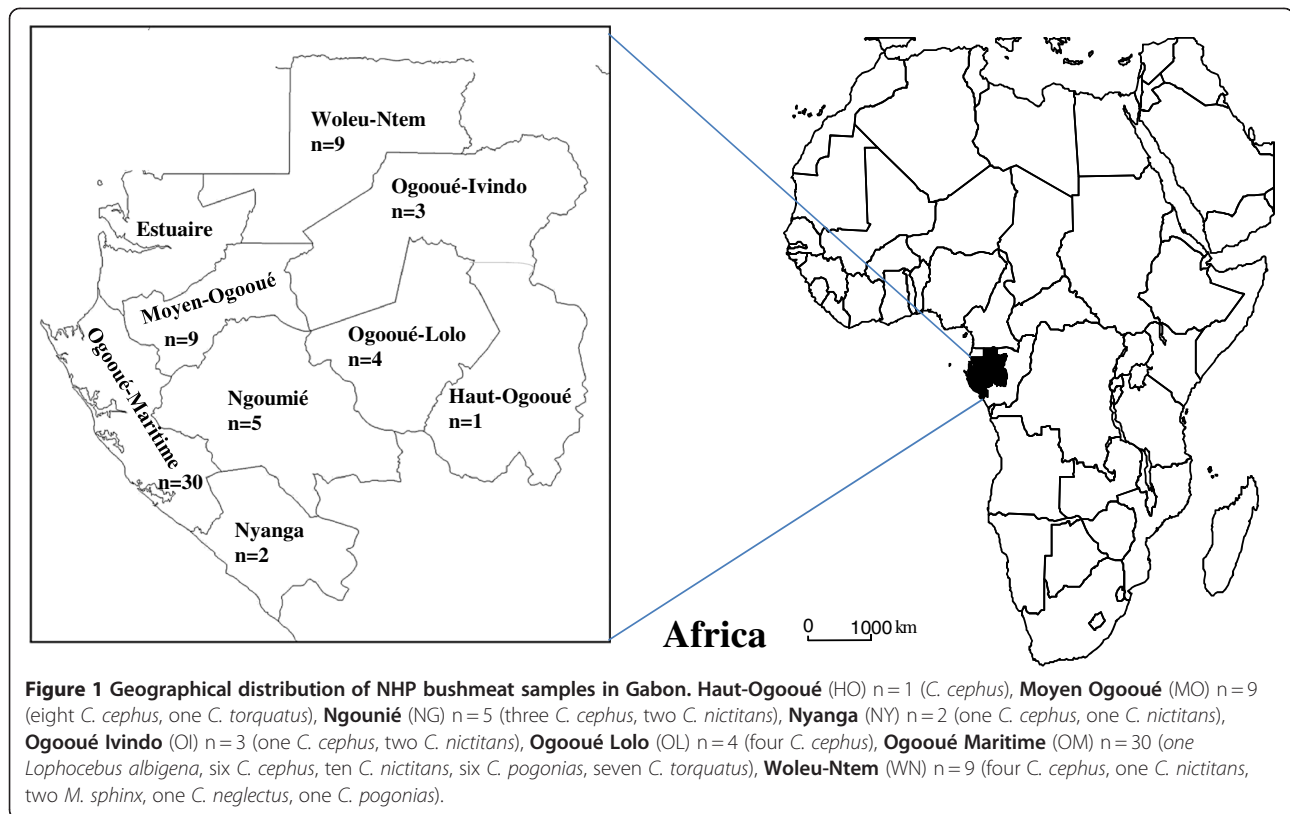 Woleu-Ntem
n=9
Ogooué-Ivindo
n=3
Estuaire
Moyen-Ogooué
n=9
Ogooué-Lolo
n=4
Ogooué-Maritime
n=30
Ngoumié
n=5
Haut-Ogooué
n=1
Nyanga
n=2
Africa
0 1000 km
Figure 1 Geographical distribution of NHP bushmeat samples in Gabon. Haut-Ogooué (HO) n = 1 (C. cephus), Moyen Ogooué (MO) n = 9
(eight C. cephus, one C. torquatus), Ngounié (NG) n = 5 (three C. cephus, two C. nictitans), Nyanga (NY) n = 2 (one C. cephus, one C. nictitans),
Ogooué Ivindo (OI) n = 3 (one C. cephus, two C. nictitans), Ogooué Lolo (OL) n = 4 (four C. cephus), Ogooué Maritime (OM) n = 30 (one
Lophocebus albigena, six C. cephus, ten C. nictitans, six C. pogonias, seven C. torquatus), Woleu-Ntem (WN) n = 9 (four C. cephus, one C. nictitans,
two M. sphinx, one C. neglectus, one C. pogonias).